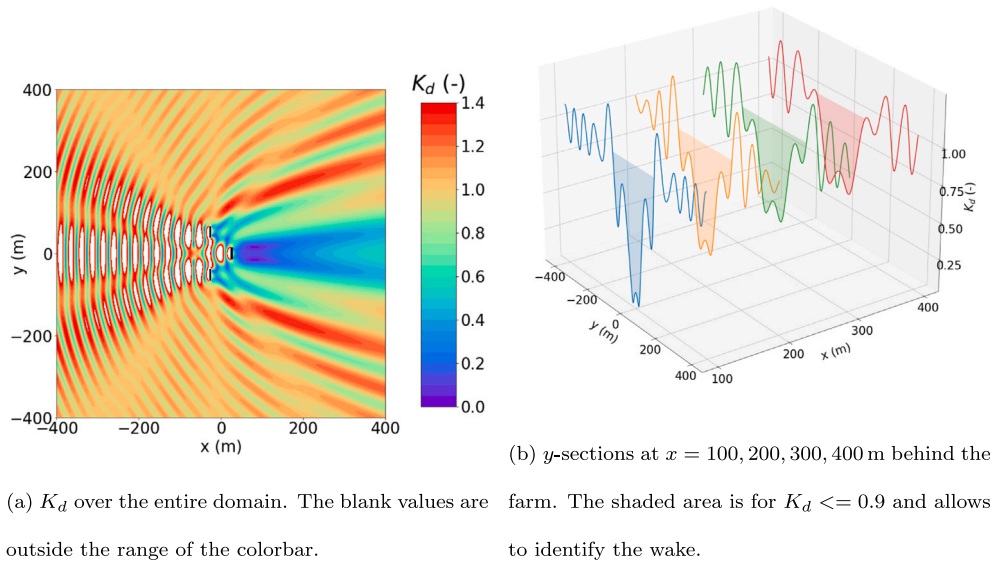 K_d (-)
400
200
0
−200
−400
y (m)
−400
−200
0
200
400
x (m)
1.4
1.2
1.0
0.8
0.6
0.4
0.2
0.0
1.00
0.75
0.50
0.25
K_d (-)
−400
−200
0
200
400
y (m)
100
200
300
400
x (m)
(a) K_d over the entire domain. The blank values are
outside the range of the colorbar.
(b) y-sections at x = 100, 200, 300, 400 m behind the
farm. The shaded area is for K_d <= 0.9 and allows
to identify the wake.